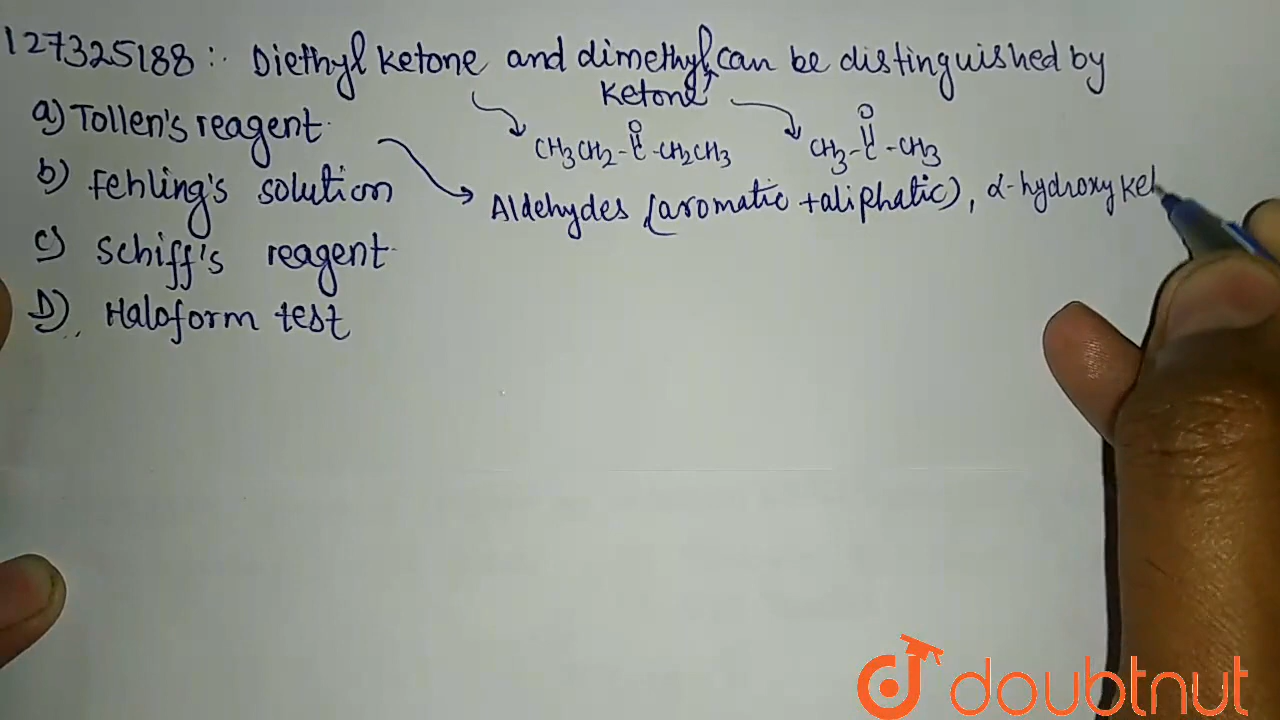 127325188:· Diethyl ketone and dimethyl can be distinguished by
ketone
a) Tollen's reagent
CH3CH2-C-CH2CH3
O
CH3-C-CH3
O
b) Fehling's solution
Aldehydes (aromatic + aliphatic), α-hydroxy ket
c) Schiff's reagent
D) Haloform test
doubtnut